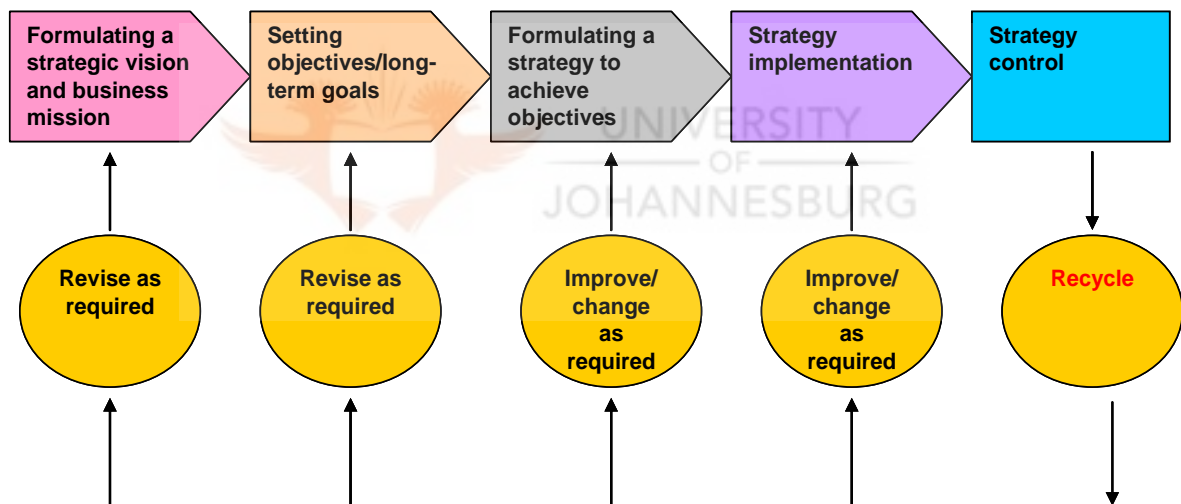 Formulating a
strategic vision
and business
mission
Setting
objectives/long-
term goals
Formulating a
strategy to
achieve
objectives
Strategy
implementation
Strategy
control
UNIVERSITY
OF
JOHANNESBURG
Revise as
required
Revise as
required
Improve/
change
as
required
Improve/
change
as
required
Recycle